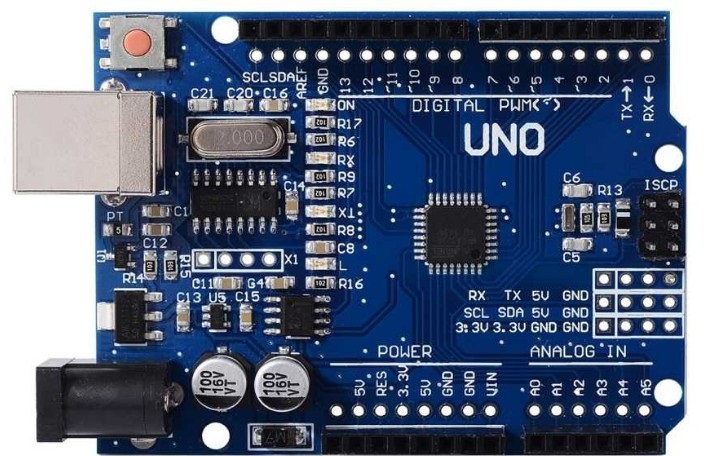 SCL SDA AREF GND 13 12 11 10 9 8 7 6 5 4 3 2 TX→1 RX←0
C21 C20 C16
ON
DIGITAL PWM(~)
R17
R6
UNO
RX
R9
C14
R7
C6
R13
ISCP
PT
C1
TX
R8
C12
C8
C5
X1
L
R14
C11
G4
R16
C13
U5
C15
RX TX 5V GND
SCL SDA 5V GND
3.3V 3.3V GND GND
POWER
ANALOG IN
100
16V
VT
100
16V
VT
5V RES 3.3V 5V GND GND VIN
A0 A1 A2 A3 A4 A5
M7